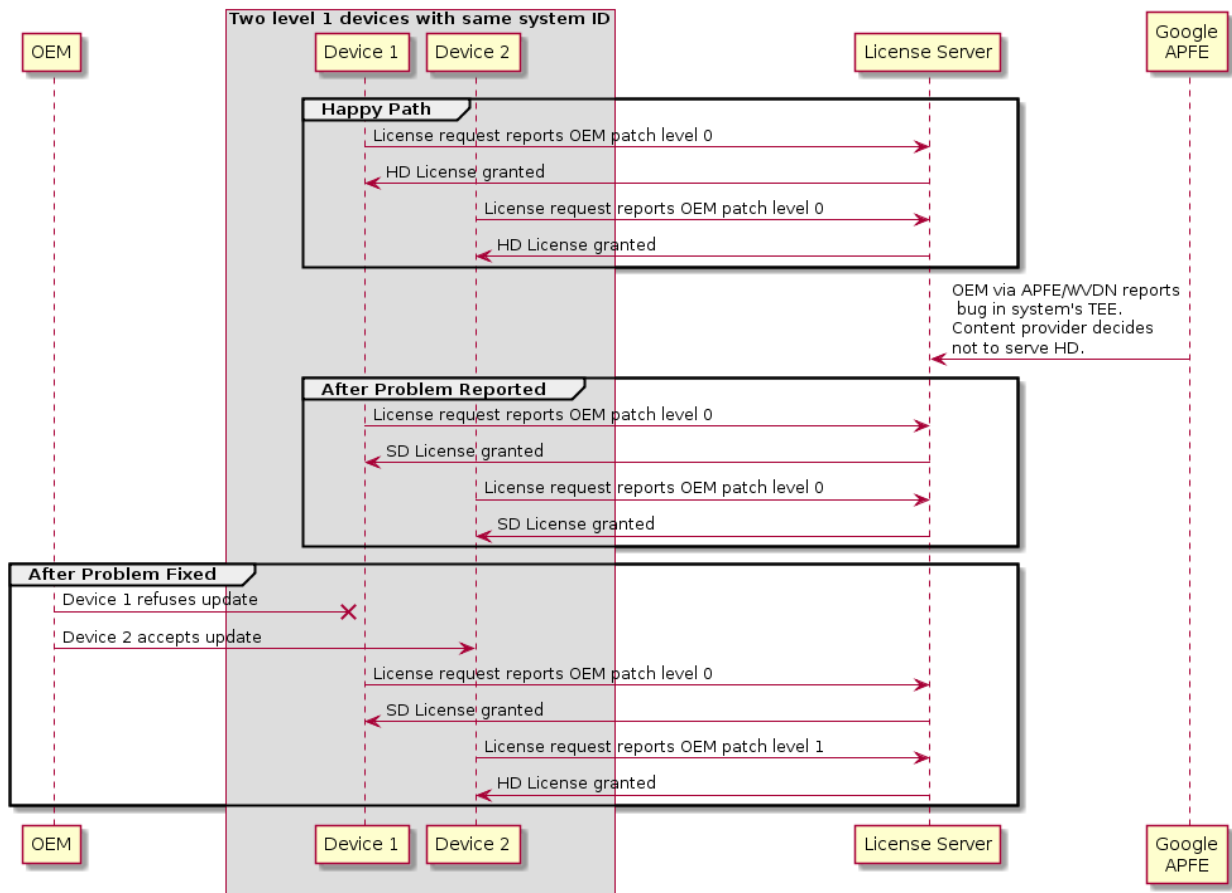 Two level 1 devices with same system ID
OEM
Device 1
Device 2
License Server
Google
APFE
Happy Path
License request reports OEM patch level 0
HD License granted
License request reports OEM patch level 0
HD License granted
OEM via APFE/WVDN reports
bug in system's TEE.
Content provider decides
not to serve HD.
After Problem Reported
License request reports OEM patch level 0
SD License granted
License request reports OEM patch level 0
SD License granted
After Problem Fixed
Device 1 refuses update
Device 2 accepts update
License request reports OEM patch level 0
SD License granted
License request reports OEM patch level 1
HD License granted
OEM
Device 1
Device 2
License Server
Google
APFE